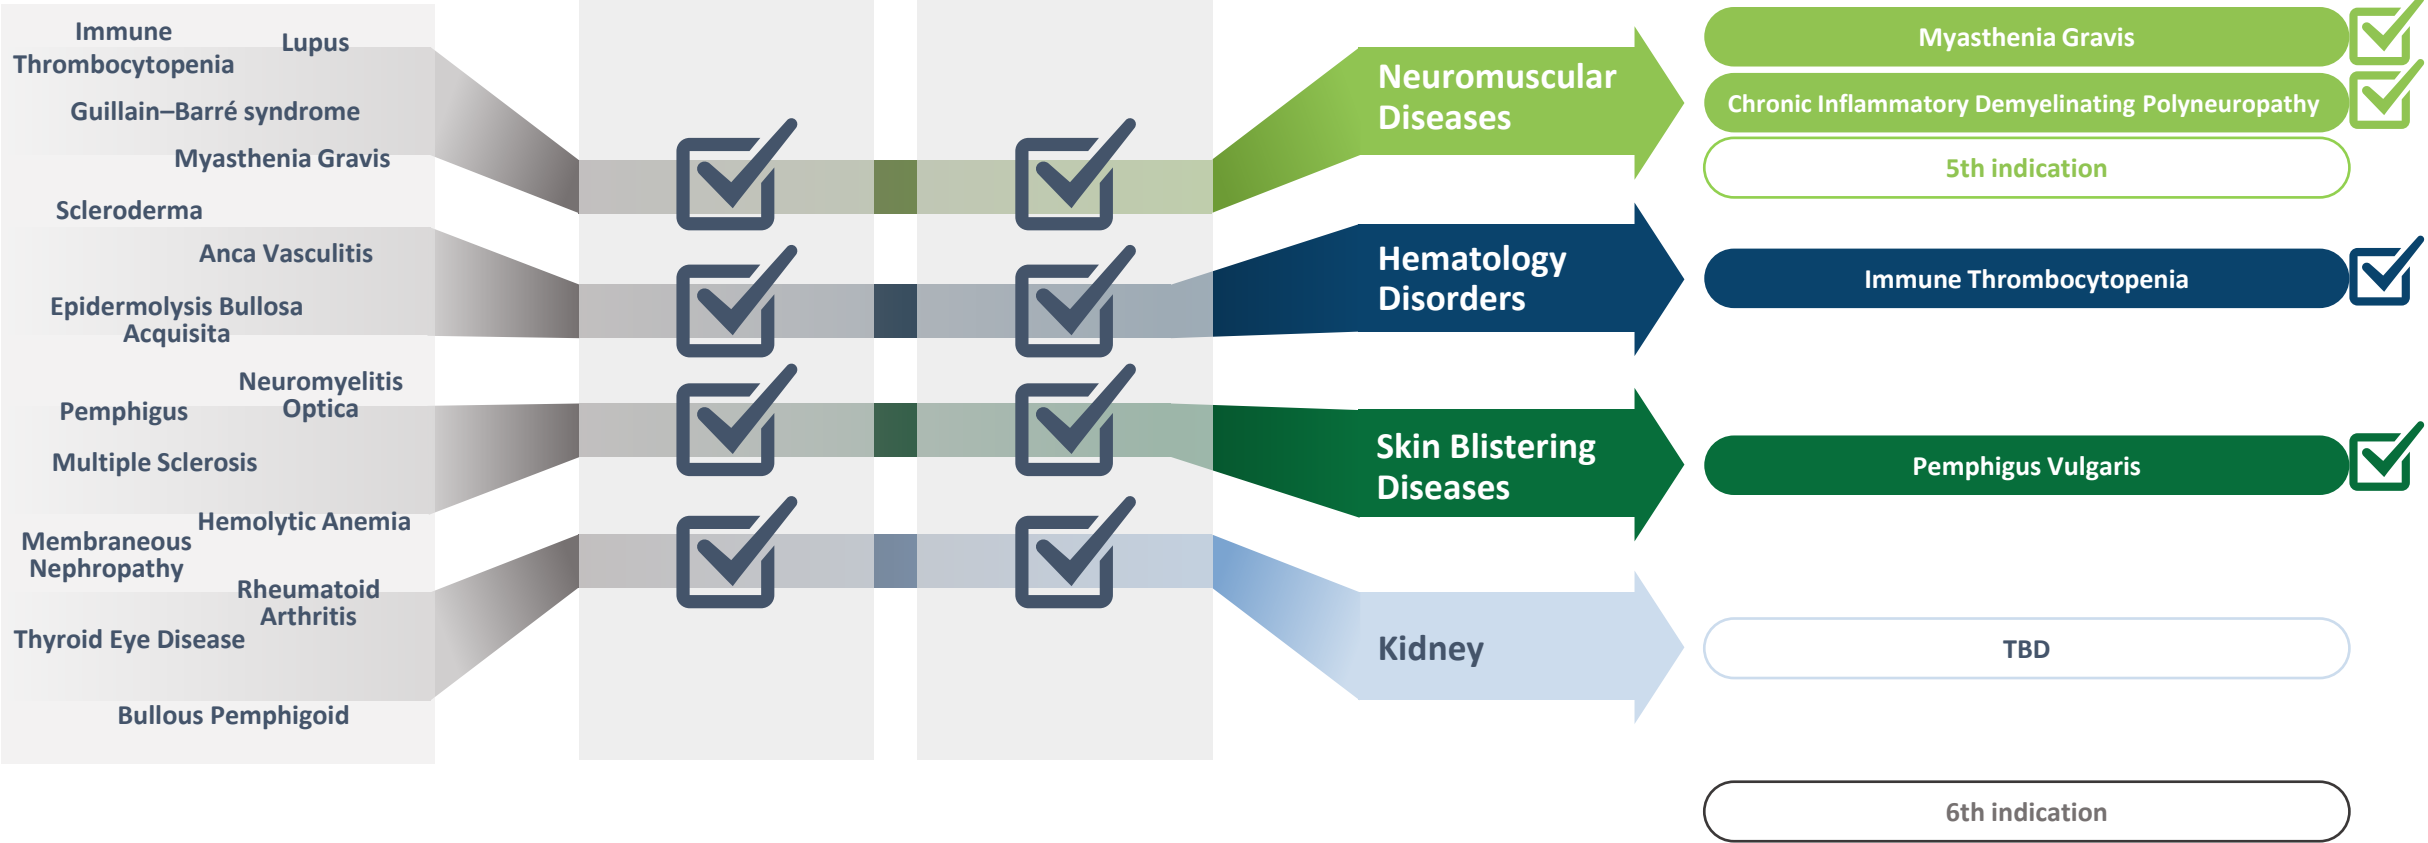 Immune
Thrombocytopenia
Lupus
Guillain–Barré syndrome
Myasthenia Gravis
Scleroderma
Anca Vasculitis
Epidermolysis Bullosa
Acquisita
Neuromyelitis
Optica
Pemphigus
Multiple Sclerosis
Hemolytic Anemia
Membraneous
Nephropathy
Rheumatoid
Arthritis
Thyroid Eye Disease
Bullous Pemphigoid
Neuromuscular
Diseases
Myasthenia Gravis
Chronic Inflammatory Demyelinating Polyneuropathy
5th indication
Hematology
Disorders
Immune Thrombocytopenia
Skin Blistering
Diseases
Pemphigus Vulgaris
Kidney
TBD
6th indication